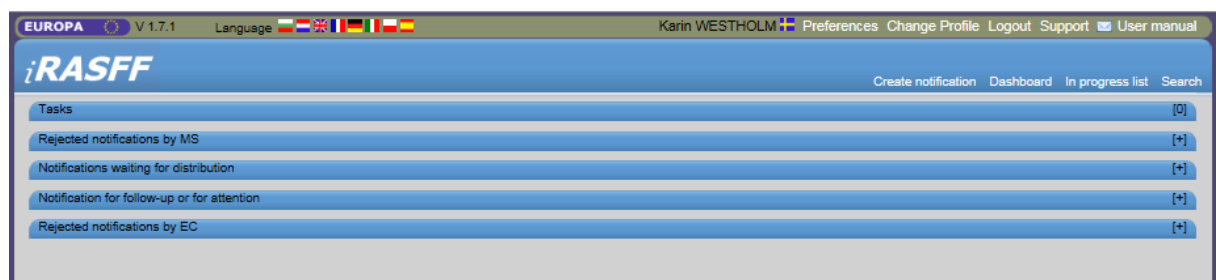 EUROPA V 1.7.1 Language Karin WESTHOLM Preferences Change Profile Logout Support User manual
iRASFF
Create notification Dashboard In progress list Search
Tasks [0]
Rejected notifications by MS [+]
Notifications waiting for distribution [+]
Notification for follow-up or for attention [+]
Rejected notifications by EC [+]